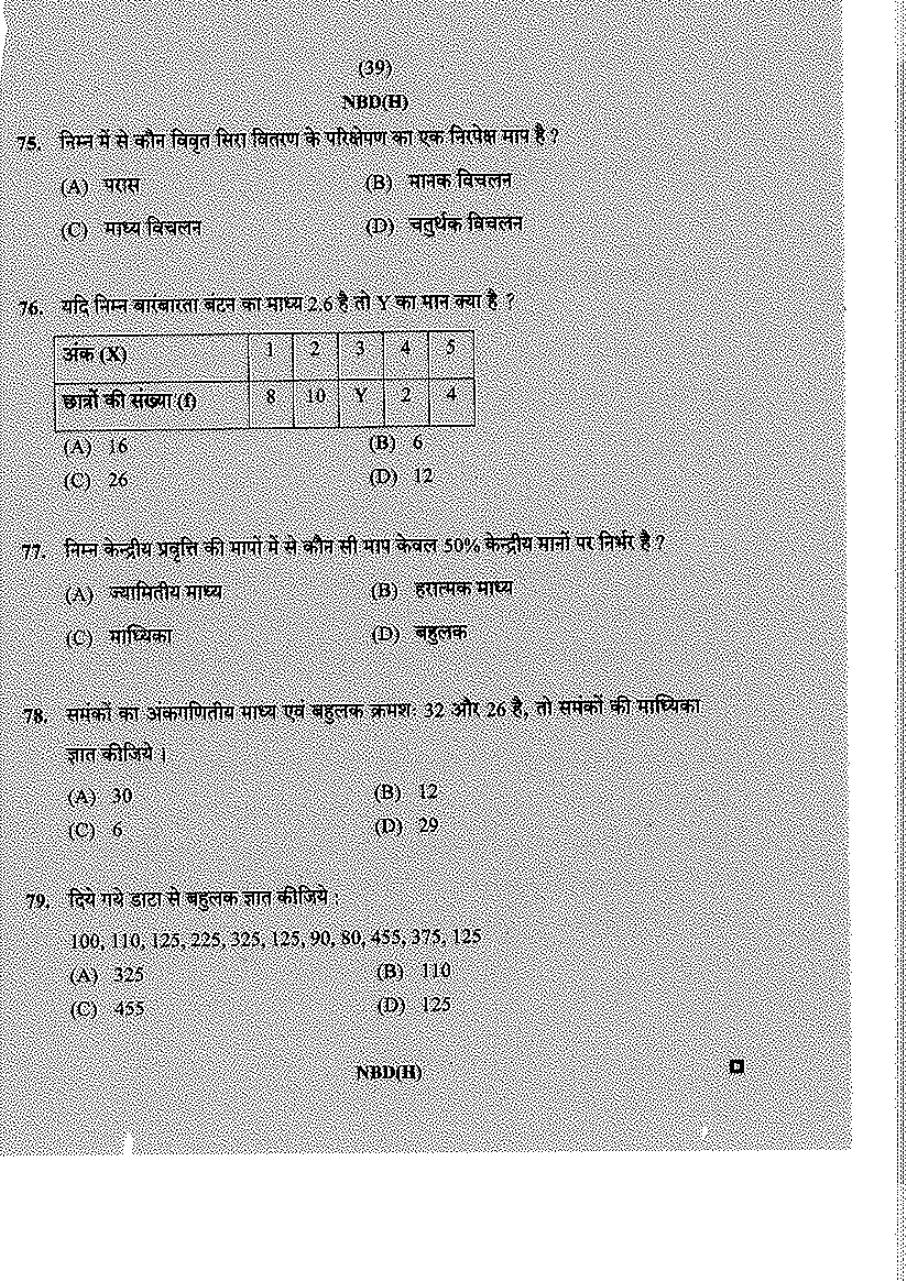 (39)
NBD(H)
75. निम्न में से कौन विवृत सिरा वितरण के परिक्षेपण का एक निरपेक्ष माप है ?
(A) परास (B) मानक विचलन
(C) माध्य विचलन (D) चतुर्थक विचलन
76. यदि निम्न बारबारता बंटन का माध्य 2.6 है तो Y का मान क्या है ?
अंक (X) 1 2 3 4 5
छात्रों की संख्या (f) 8 10 Y 2 4
(A) 16 (B) 6
(C) 26 (D) 12
77. निम्न केन्द्रीय प्रवृत्ति की मापो में से कौन सी माप केवल 50% केन्द्रीय मानों पर निर्भर है ?
(A) ज्यामितीय माध्य (B) हरात्मक माध्य
(C) माध्यिका (D) बहुलक
78. समंकों का अंकगणितीय माध्य एवं बहुलक क्रमशः 32 और 26 है, तो समंकों की माध्यिका
ज्ञात कीजिये ।
(A) 30 (B) 12
(C) 6 (D) 29
79. दिये गये डाटा से बहुलक ज्ञात कीजिये :
100, 110, 125, 225, 325, 125, 90, 80, 455, 375, 125
(A) 325 (B) 110
(C) 455 (D) 125
NBD(H)